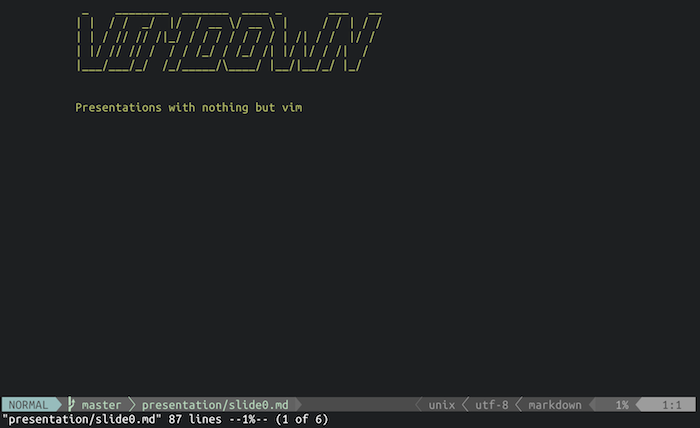 VIMDOWN
Presentations with nothing but vim
NORMAL master presentation/slide0.md unix utf-8 markdown 1% 1:1
"presentation/slide0.md" 87 lines --1%-- (1 of 6)